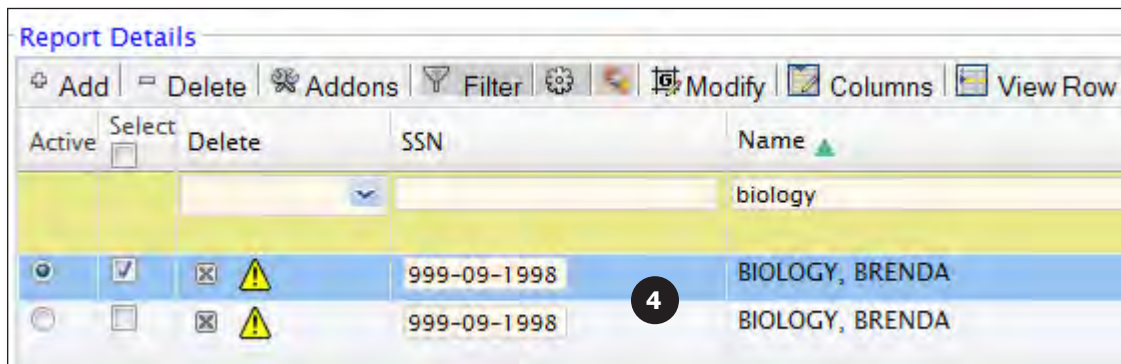 Report Details
Add Delete Addons Filter Modify Columns View Row
Active Select Delete SSN Name
biology
999-09-1998 BIOLOGY, BRENDA
4
999-09-1998 BIOLOGY, BRENDA